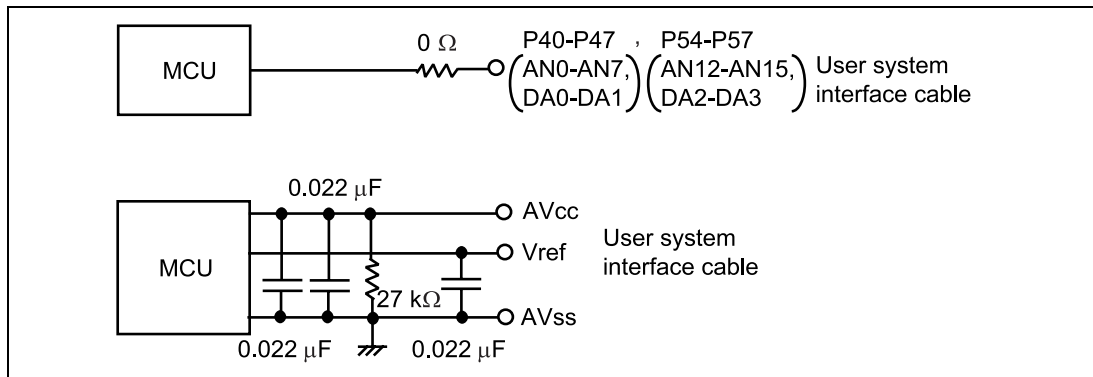 MCU
0 Ω
P40-P47 , P54-P57
(AN0-AN7, (AN12-AN15,
DA0-DA1) DA2-DA3)
User system
interface cable
0.022 μF
MCU
AVcc
Vref
User system
interface cable
27 kΩ
AVss
0.022 μF
0.022 μF